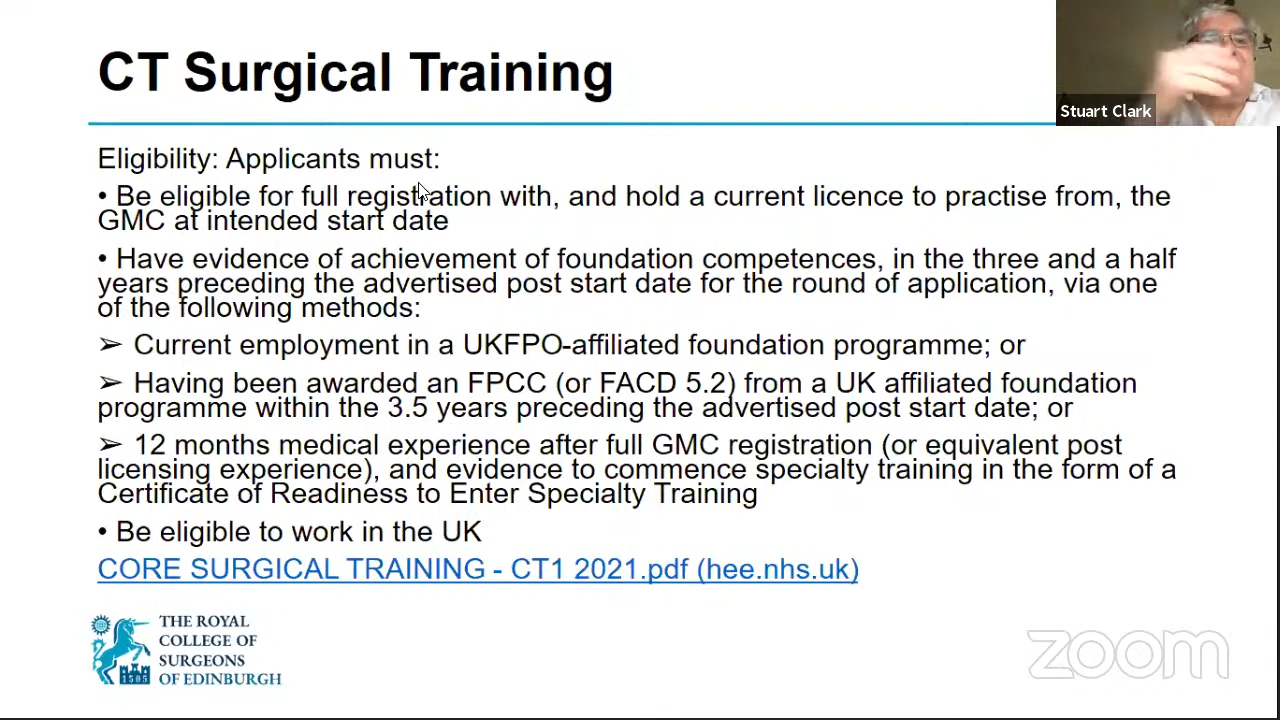 CT Surgical Training
Stuart Clark
Eligibility: Applicants must:
• Be eligible for full registration with, and hold a current licence to practise from, the
GMC at intended start date
• Have evidence of achievement of foundation competences, in the three and a half
years preceding the advertised post start date for the round of application, via one
of the following methods:
➢ Current employment in a UKFPO-affiliated foundation programme; or
➢ Having been awarded an FPCC (or FACD 5.2) from a UK affiliated foundation
programme within the 3.5 years preceding the advertised post start date; or
➢ 12 months medical experience after full GMC registration (or equivalent post
licensing experience), and evidence to commence specialty training in the form of a
Certificate of Readiness to Enter Specialty Training
• Be eligible to work in the UK
CORE SURGICAL TRAINING - CT1 2021.pdf (hee.nhs.uk)
THE ROYAL
COLLEGE OF
SURGEONS
OF EDINBURGH
1505
zoom